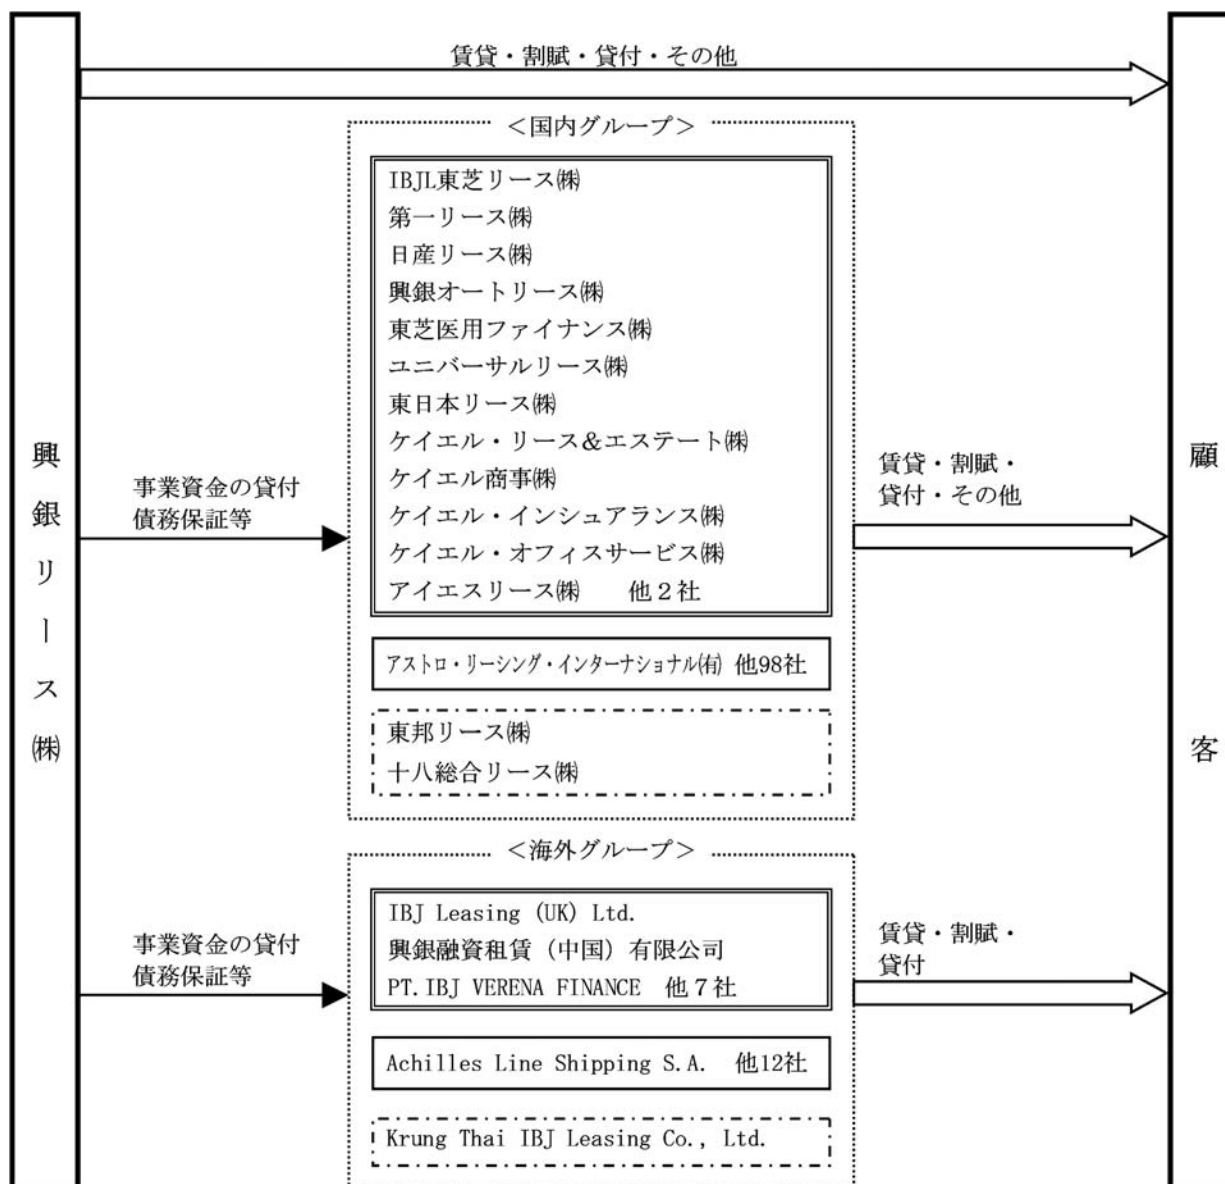 賃貸・割賦・貸付・その他
＜国内グループ＞
IBJL東芝リース㈱
第一リース㈱
日産リース㈱
興銀オートリース㈱
東芝医用ファイナンス㈱
ユニバーサルリース㈱
東日本リース㈱
ケイエル・リース＆エステート㈱
ケイエル商事㈱
ケイエル・インシュアランス㈱
ケイエル・オフィスサービス㈱
アイエスリース㈱　他２社
アストロ・リーシング・インターナショナル㈲ 他98社
東邦リース㈱
十八総合リース㈱
興銀リース㈱
事業資金の貸付
債務保証等
賃貸・割賦・
貸付・その他
顧客
＜海外グループ＞
IBJ Leasing (UK) Ltd.
興銀融資租賃（中国）有限公司
PT.IBJ VERENA FINANCE　他７社
Achilles Line Shipping S.A.　他12社
Krung Thai IBJ Leasing Co., Ltd.
事業資金の貸付
債務保証等
賃貸・割賦・
貸付